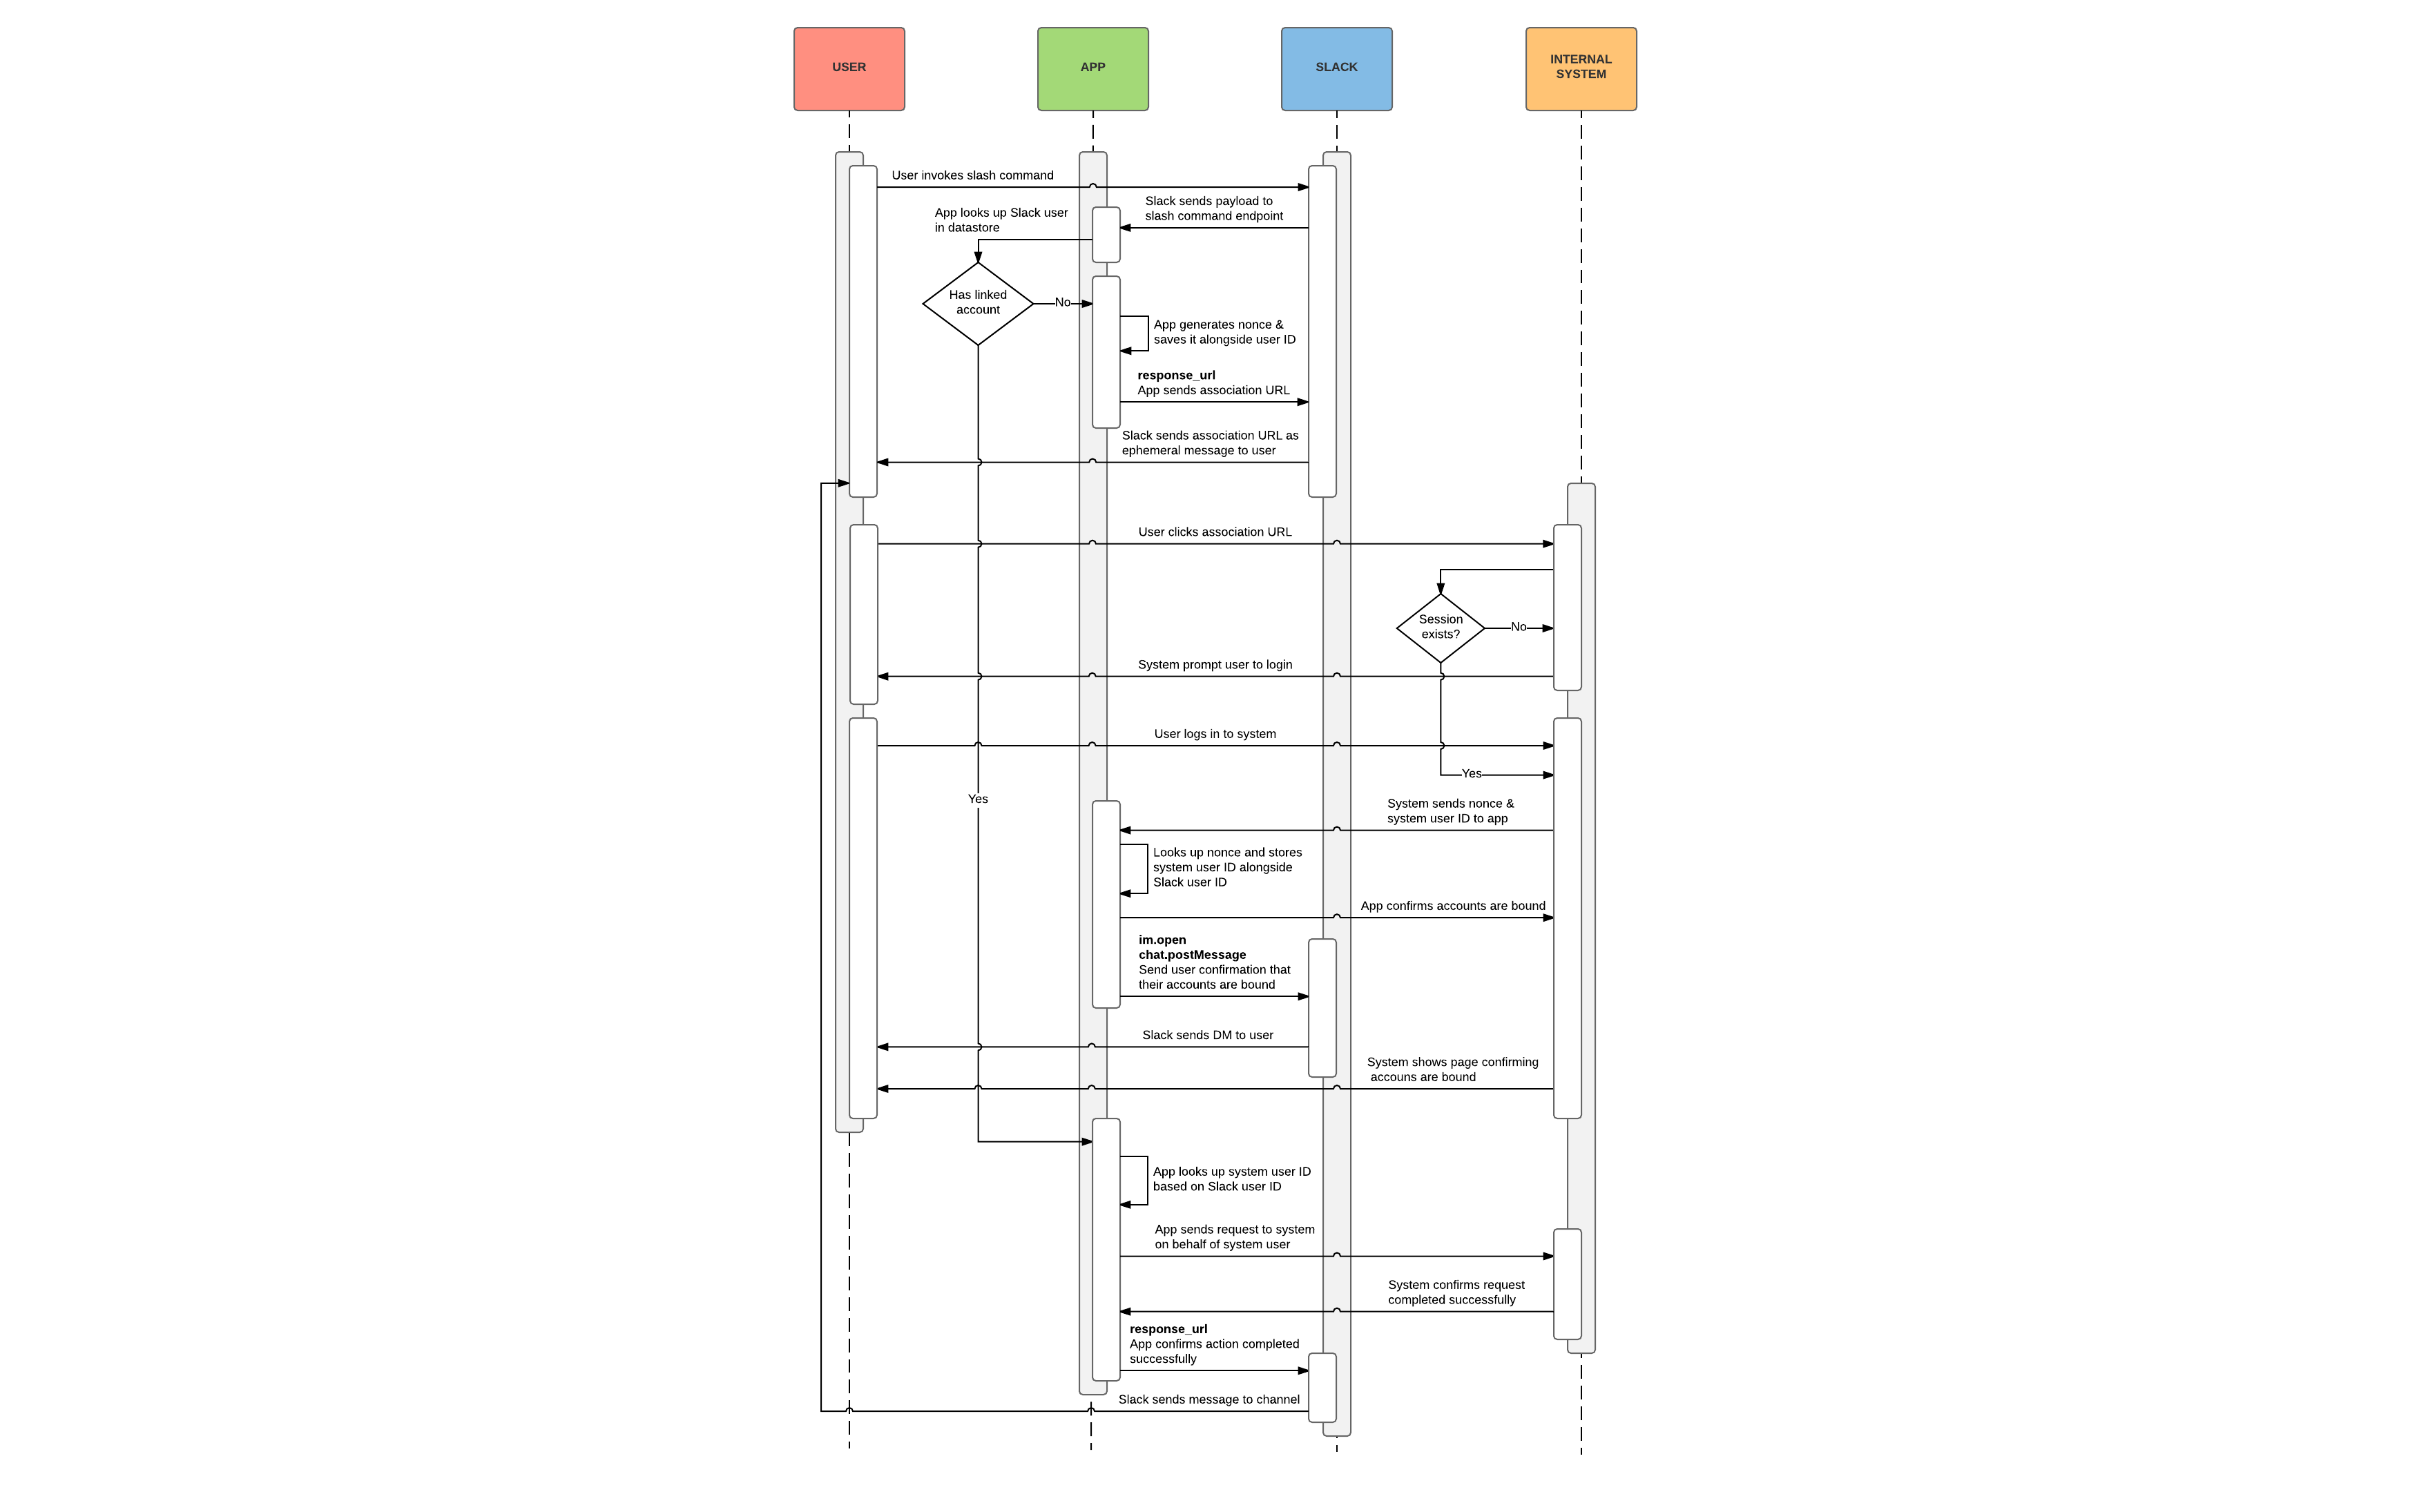 USER
APP
SLACK
INTERNAL
SYSTEM
User invokes slash command
Slack sends payload to
slash command endpoint
App looks up Slack user
in datastore
Has linked
account
No
App generates nonce &
saves it alongside user ID
response_url
App sends association URL
Slack sends association URL as
ephemeral message to user
User clicks association URL
Session
exists?
No
System prompt user to login
User logs in to system
Yes
Yes
System sends nonce &
system user ID to app
Looks up nonce and stores
system user ID alongside
Slack user ID
App confirms accounts are bound
im.open
chat.postMessage
Send user confirmation that
their accounts are bound
Slack sends DM to user
System shows page confirming
accouns are bound
App looks up system user ID
based on Slack user ID
App sends request to system
on behalf of system user
System confirms request
completed successfully
response_url
App confirms action completed
successfully
Slack sends message to channel